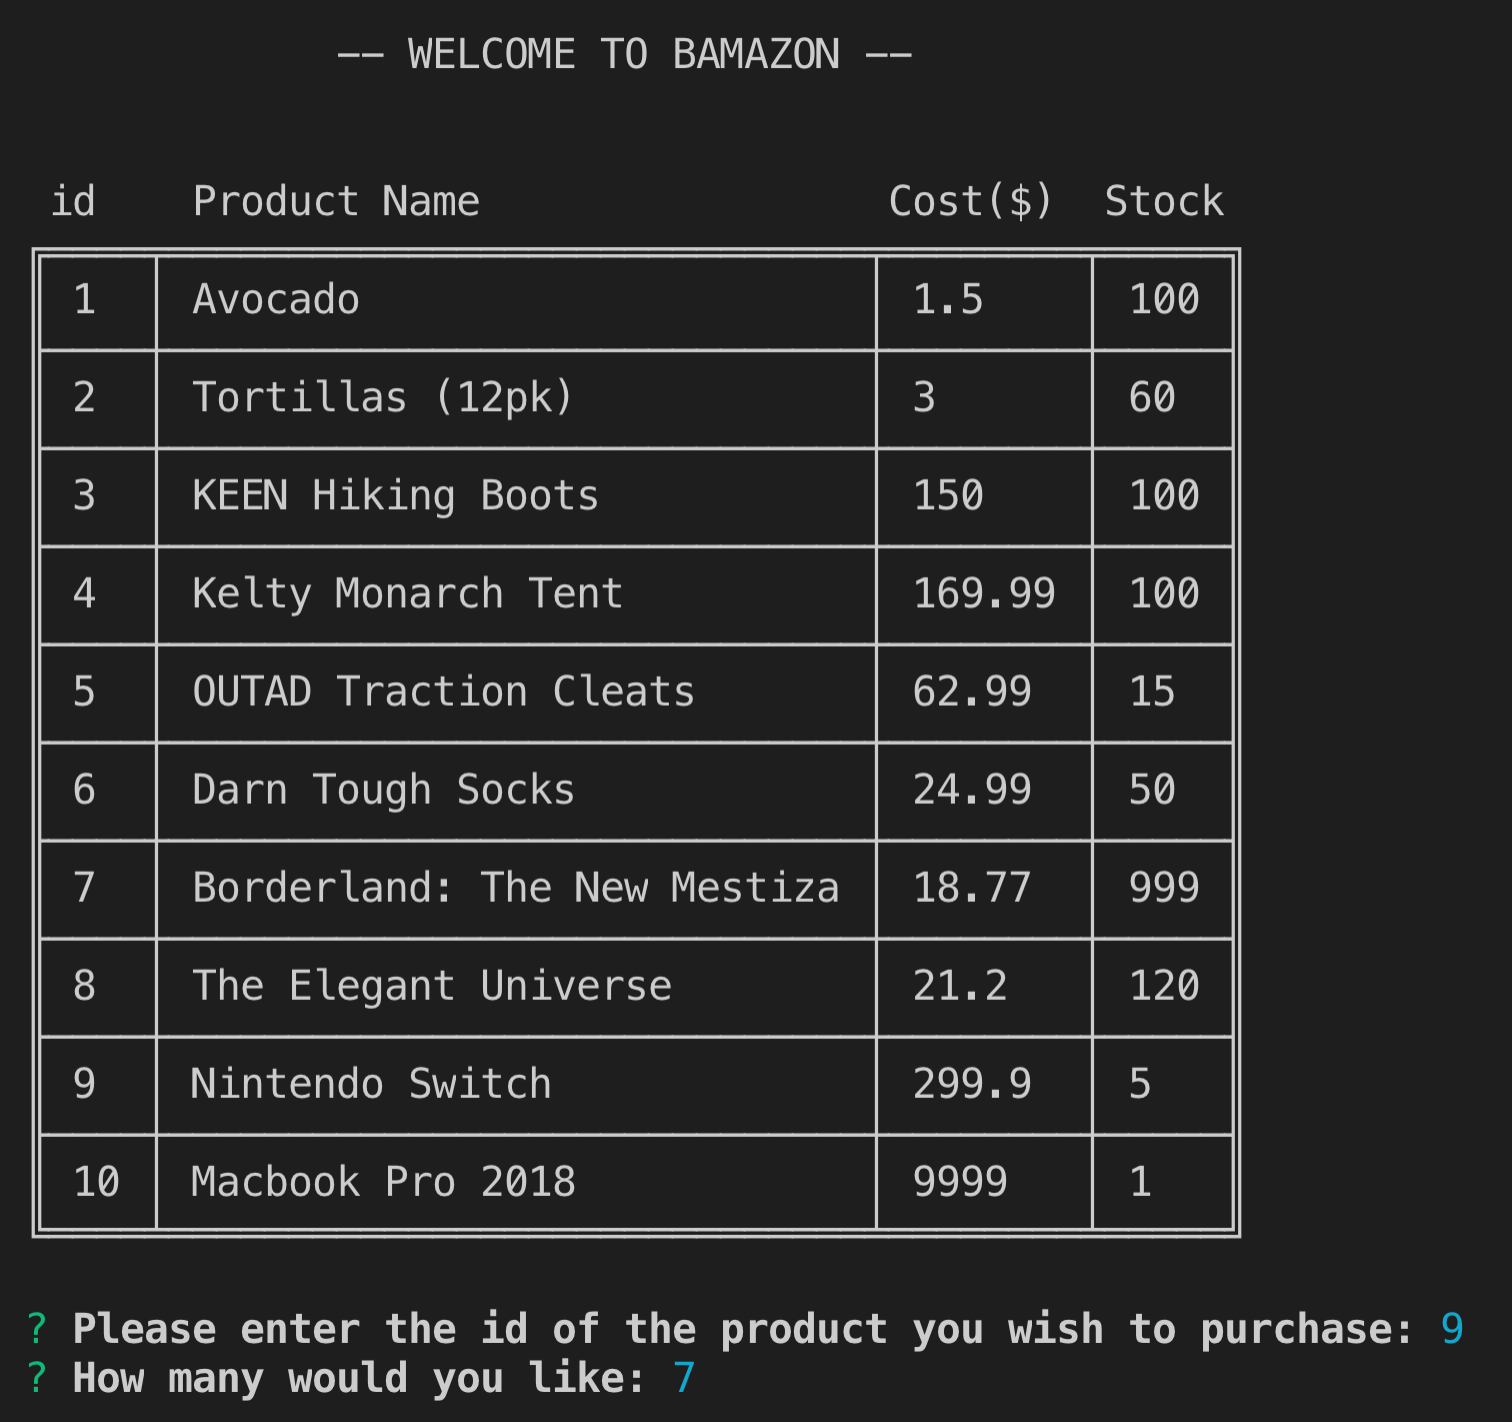 —— WELCOME TO BAMAZON ——
id Product Name Cost($) Stock
1 Avocado 1.5 100
2 Tortillas (12pk) 3 60
3 KEEN Hiking Boots 150 100
4 Kelty Monarch Tent 169.99 100
5 OUTAD Traction Cleats 62.99 15
6 Darn Tough Socks 24.99 50
7 Borderland: The New Mestiza 18.77 999
8 The Elegant Universe 21.2 120
9 Nintendo Switch 299.9 5
10 Macbook Pro 2018 9999 1
? Please enter the id of the product you wish to purchase: 9
? How many would you like: 7